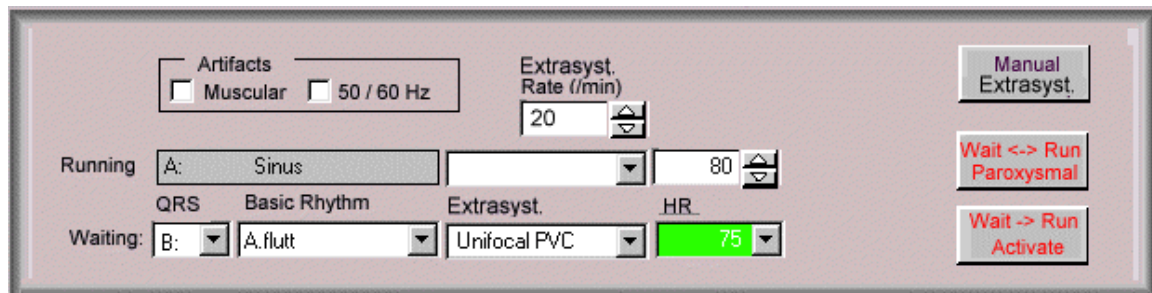 Artifacts
Muscular 50 / 60 Hz
Extrasyst.
Rate (/min)
20
Manual
Extrasyst.
Running A: Sinus 80
Wait <-> Run
Paroxysmal
QRS Basic Rhythm Extrasyst. HR
Waiting: B: A.flutt Unifocal PVC 75
Wait -> Run
Activate